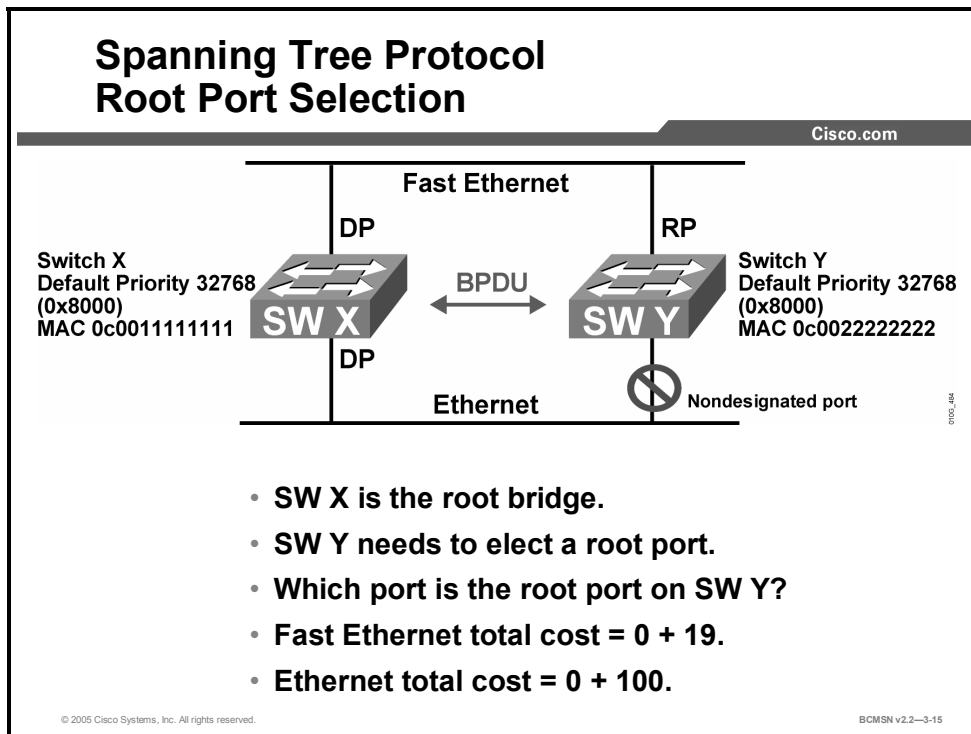 Spanning Tree Protocol
Root Port Selection
Cisco.com
Fast Ethernet
DP
RP
Switch X
Default Priority 32768
(0x8000)
MAC 0c0011111111
SW X
BPDU
SW Y
Switch Y
Default Priority 32768
(0x8000)
MAC 0c0022222222
DP
Ethernet
Nondesignated port
010G_484
• SW X is the root bridge.
• SW Y needs to elect a root port.
• Which port is the root port on SW Y?
• Fast Ethernet total cost = 0 + 19.
• Ethernet total cost = 0 + 100.
© 2005 Cisco Systems, Inc. All rights reserved.
BCMSN v2.2—3-15